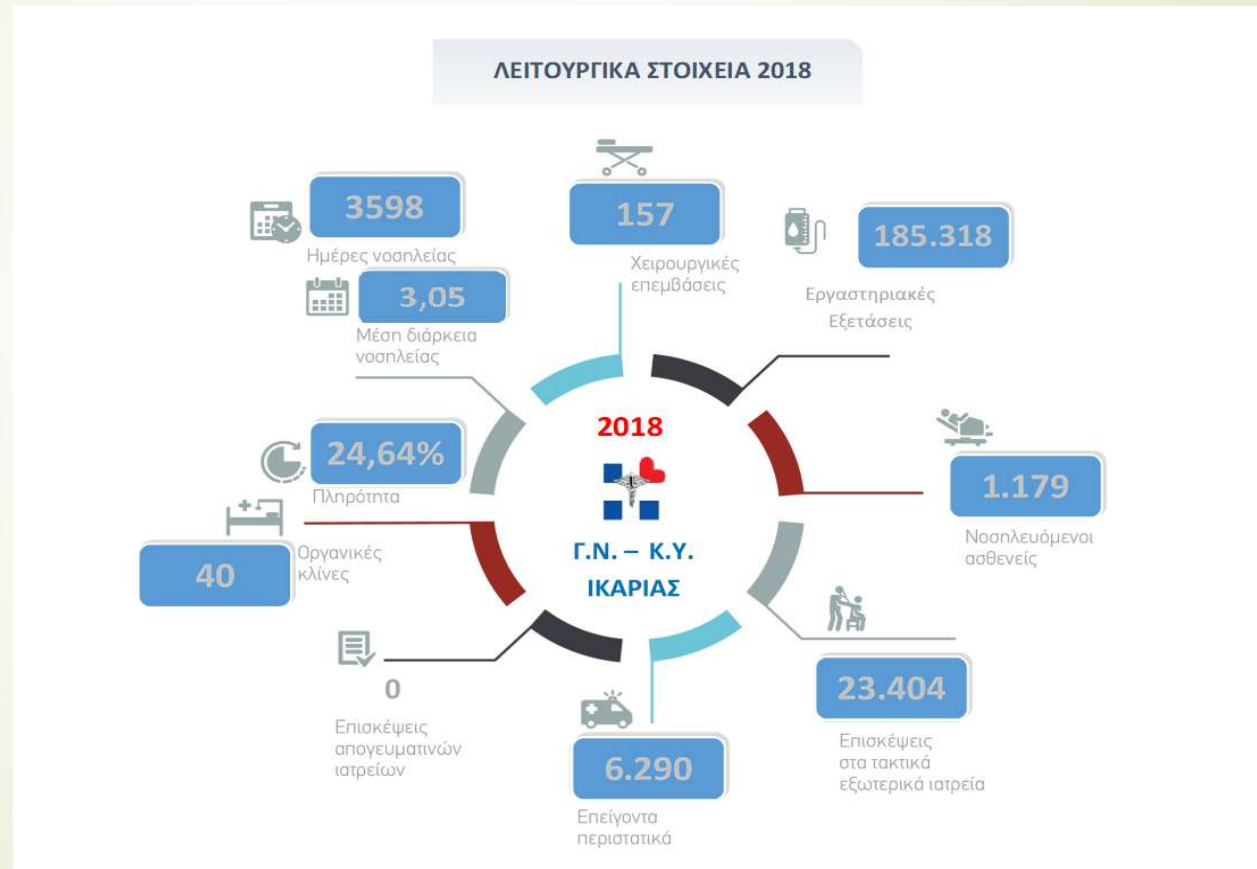 ΛΕΙΤΟΥΡΓΙΚΑ ΣΤΟΙΧΕΙΑ 2018
3598
Ημέρες νοσηλείας
3,05
Μέση διάρκεια
νοσηλείας
157
Χειρουργικές
επεμβάσεις
185.318
Εργαστηριακές
Εξετάσεις
24,64%
Πληρότητα
40
Οργανικές
κλίνες
2018
Γ.Ν. – Κ.Υ.
ΙΚΑΡΙΑΣ
1.179
Νοσηλευόμενοι
ασθενείς
0
Επισκέψεις
απογευματινών
ιατρείων
6.290
Επείγοντα
περιστατικά
23.404
Επισκέψεις
στα τακτικά
εξωτερικά ιατρεία